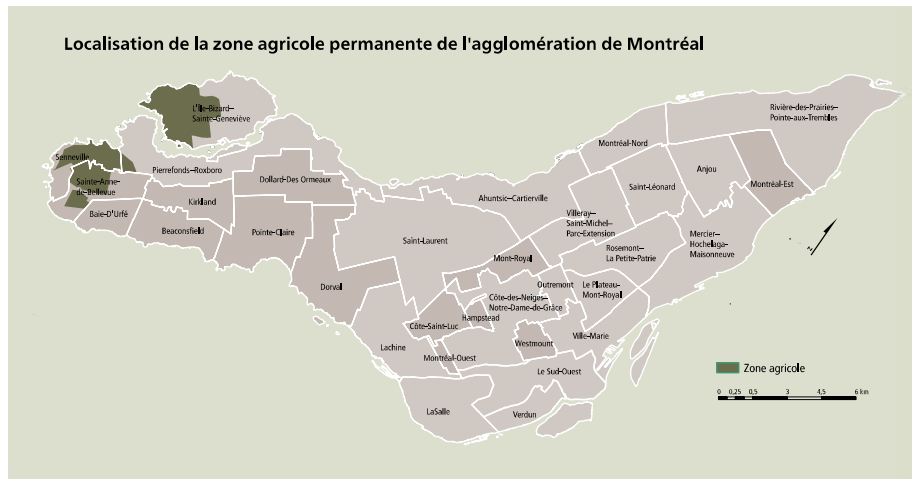 Localisation de la zone agricole permanente de l'agglomération de Montréal
L'Île-Bizard–
Sainte-Geneviève
Rivière-des-Prairies–
Pointe-aux-Trembles
Montréal-Nord
Senneville
Pierrefonds–Roxboro
Anjou
Dollard-Des Ormeaux
Sainte-Anne-
de-Bellevue
Saint-Léonard
Montréal-Est
Kirkland
Ahuntsic–Cartierville
Baie-D'Urfé
Villeray–
Saint-Michel–
Parc-Extension
Beaconsfield
Pointe-Claire
Saint-Laurent
Mercier–
Hochelaga–
Maisonneuve
Rosemont–
La Petite-Patrie
Mont-Royal
N
Dorval
Outremont
Le Plateau-
Mont-Royal
Côte-des-Neiges–
Notre-Dame-de-Grâce
Hampstead
Côte-Saint-Luc
Ville-Marie
Lachine
Westmount
Montréal-Ouest
Le Sud-Ouest
Zone agricole
0 0,25 0,5 3 4,5 6 km
LaSalle
Verdun